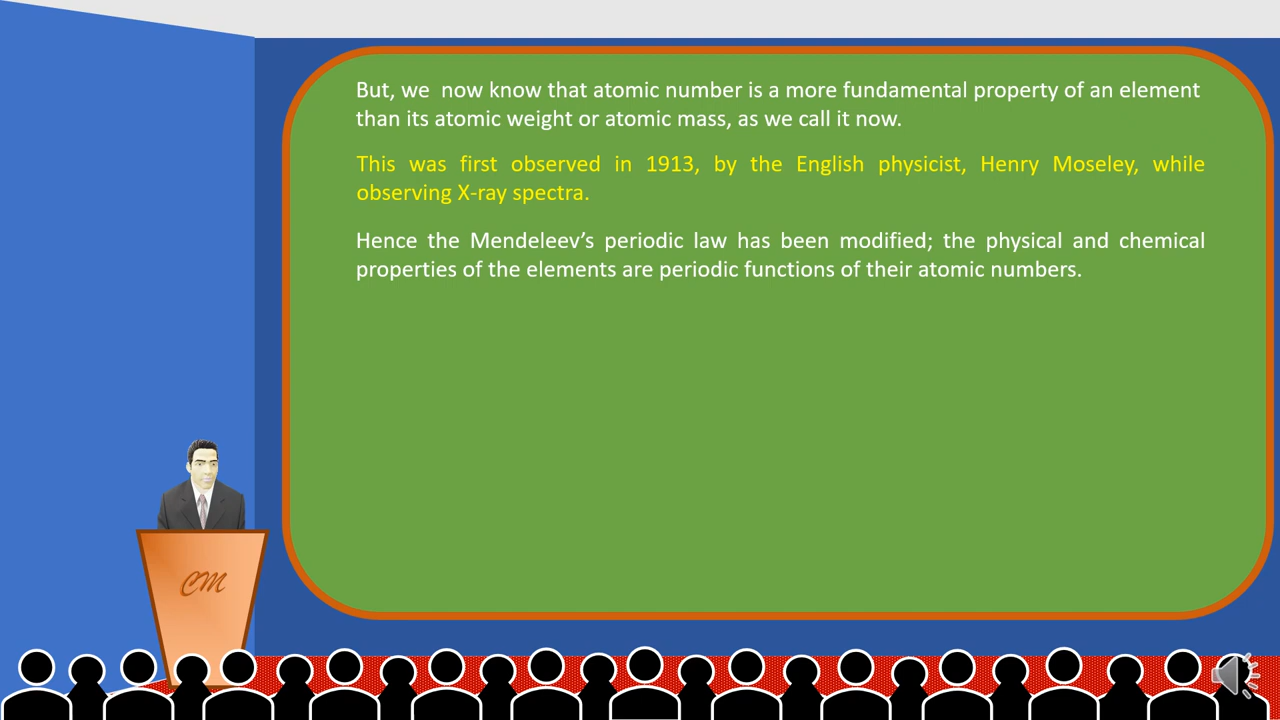 But, we now know that atomic number is a more fundamental property of an element
than its atomic weight or atomic mass, as we call it now.
This was first observed in 1913, by the English physicist, Henry Moseley, while
observing X-ray spectra.
Hence the Mendeleev’s periodic law has been modified; the physical and chemical
properties of the elements are periodic functions of their atomic numbers.
CM